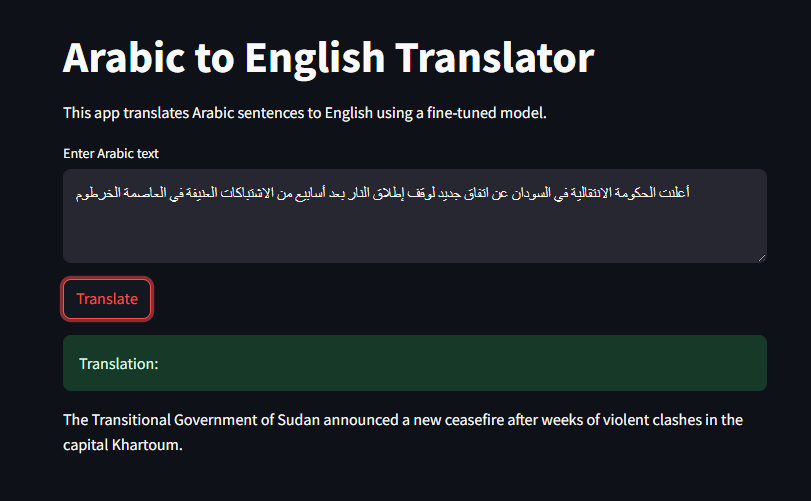 Arabic to English Translator
This app translates Arabic sentences to English using a fine-tuned model.
Enter Arabic text
أعلنت الحكومة الانتقالية في السودان عن اتفاق جديد لوقف إطلاق النار بعد أسابيع من الاشتباكات العنيفة في العاصمة الخرطوم
Translate
Translation:
The Transitional Government of Sudan announced a new ceasefire after weeks of violent clashes in the
capital Khartoum.